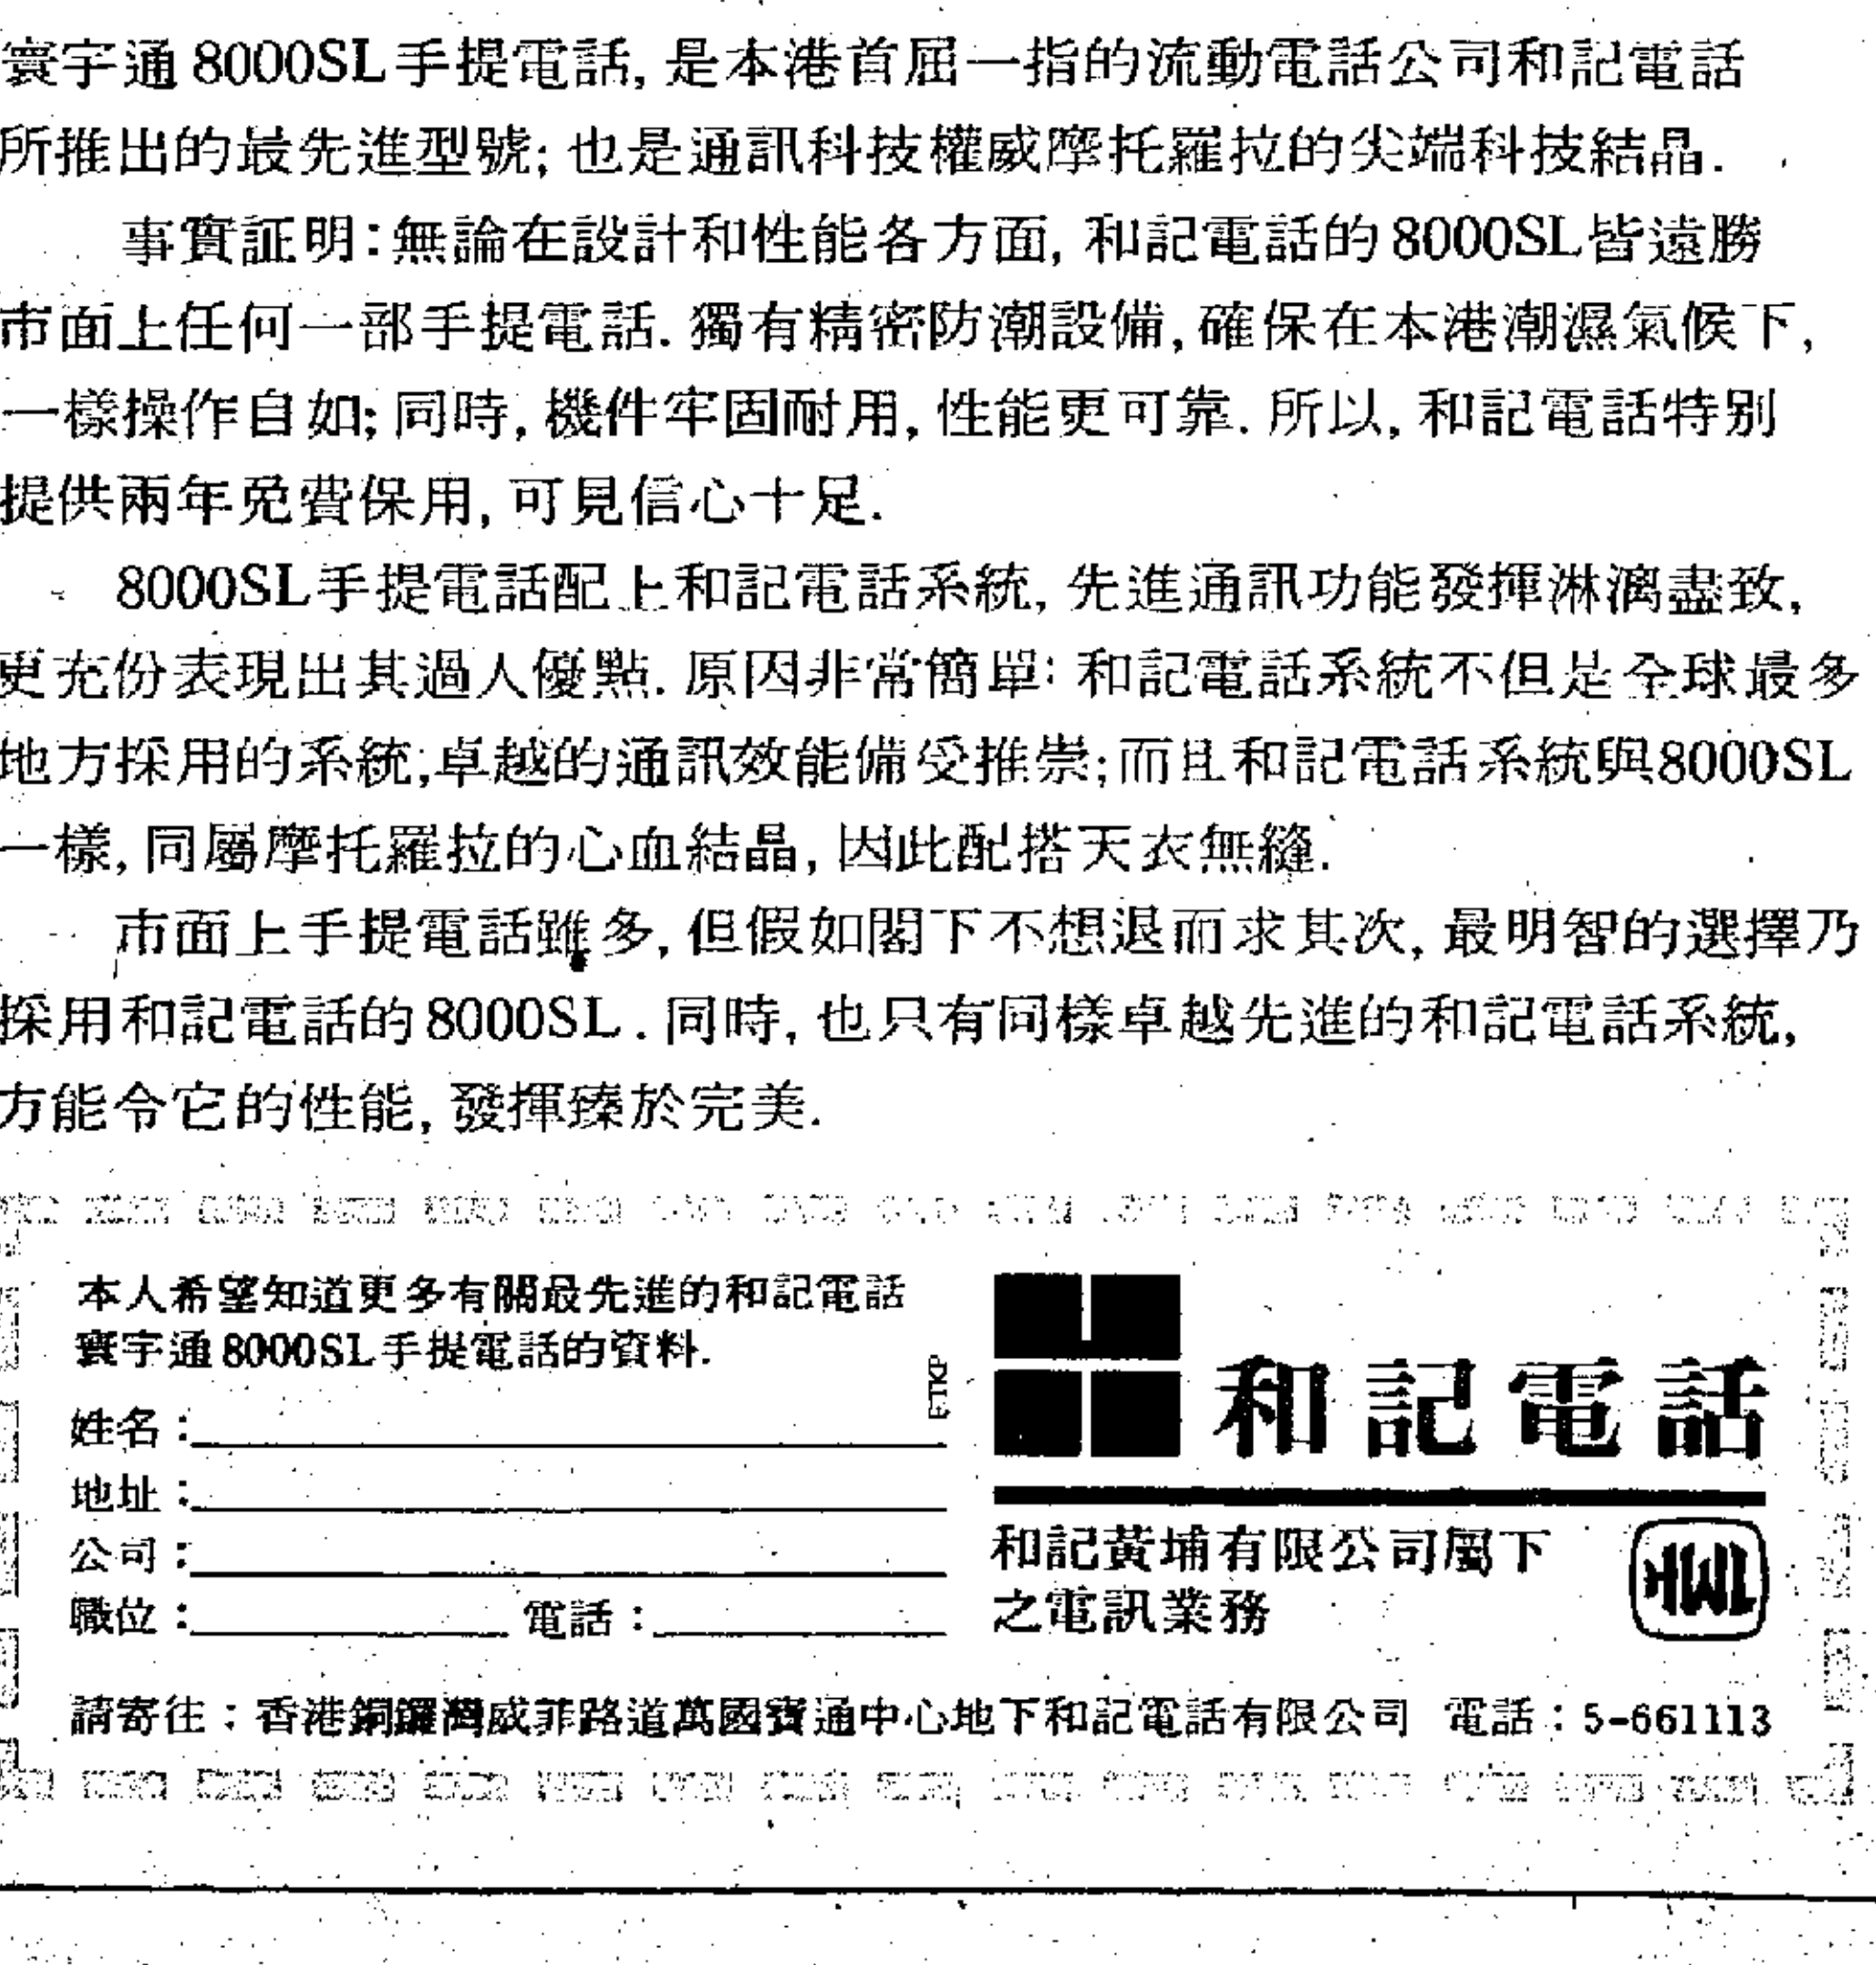 寰宇通8000SL手提電話, 是本港首屈一指的流動電話公司和記電話
所推出的最先進型號; 也是通訊科技權威摩托羅拉的尖端科技結晶.
事實証明:無論在設計和性能各方面, 和記電話的8000SL皆遠勝
市面上任何一部手提電話. 獨有精密防潮設備, 確保在本港潮濕氣候下,
一樣操作自如; 同時, 機件牢固耐用, 性能更可靠. 所以, 和記電話特別
提供兩年免費保用, 可見信心十足.
8000SL手提電話配上和記電話系統, 先進通訊功能發揮淋漓盡致,
更充份表現出其過人優點. 原因非常簡單: 和記電話系統不但是全球最多
地方採用的系統;卓越的通訊效能備受推崇;而且和記電話系統與8000SL
一樣, 同屬摩托羅拉的心血結晶, 因此配搭天衣無縫.
市面上手提電話雖多, 但假如閣下不想退而求其次, 最明智的選擇乃
採用和記電話的8000SL. 同時, 也只有同樣卓越先進的和記電話系統,
方能令它的性能, 發揮臻於完美.
本人希望知道更多有關最先進的和記電話
寰宇通8000SL手提電話的資料.
姓名:
地址:
公司:
職位: 電話:
和記電話
和記黃埔有限公司屬下
之電訊業務
請寄往:香港銅鑼灣威菲路道萬國寶通中心地下和記電話有限公司 電話:5-661113